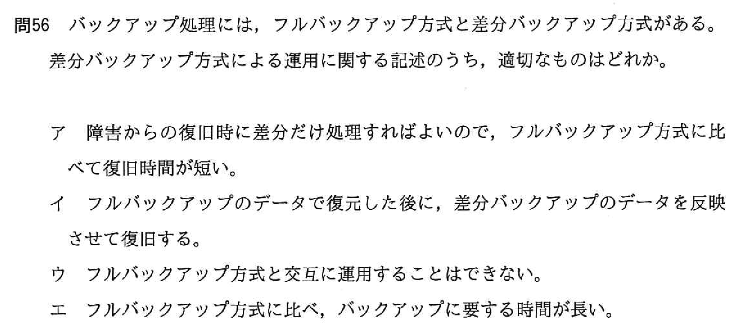 問56 バックアップ処理には，フルバックアップ方式と差分バックアップ方式がある。
差分バックアップ方式による運用に関する記述のうち，適切なものはどれか。
ア 障害からの復旧時に差分だけ処理すればよいので，フルバックアップ方式に比
べて復旧時間が短い。
イ フルバックアップのデータで復元した後に，差分バックアップのデータを反映
させて復旧する。
ウ フルバックアップ方式と交互に運用することはできない。
エ フルバックアップ方式に比べ，バックアップに要する時間が長い。